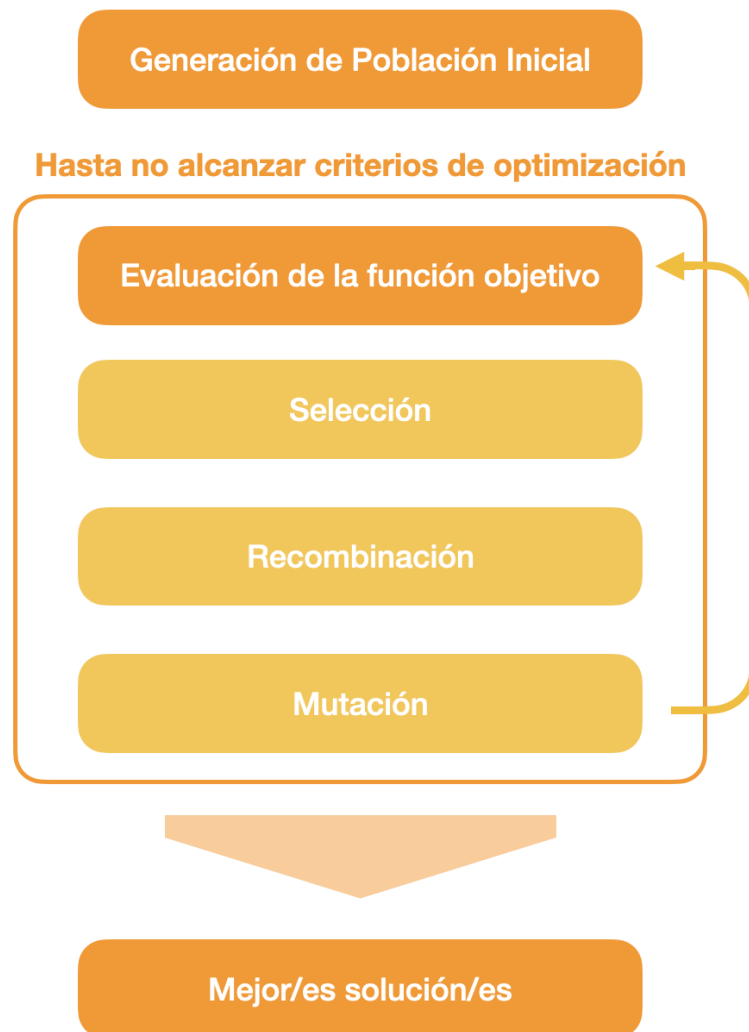 Generación de Población Inicial
Hasta no alcanzar criterios de optimización
Evaluación de la función objetivo
Selección
Recombinación
Mutación
Mejor/es solución/es